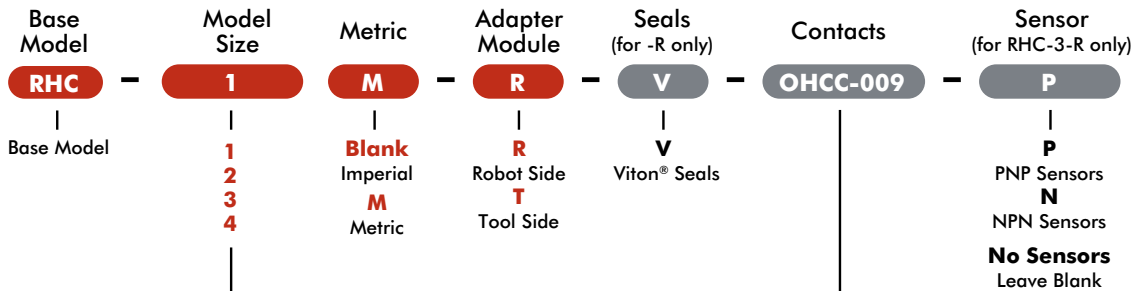 Base Model
Model Size
Metric
Adapter Module
Seals (for -R only)
Contacts
Sensor (for RHC-3-R only)
RHC – 1 – M – R – V – OHCC-009 – P
Base Model
1
2
3
4
Blank
Imperial
M
Metric
R
Robot Side
T
Tool Side
V
Viton® Seals
P
PNP Sensors
N
NPN Sensors
No Sensors
Leave Blank